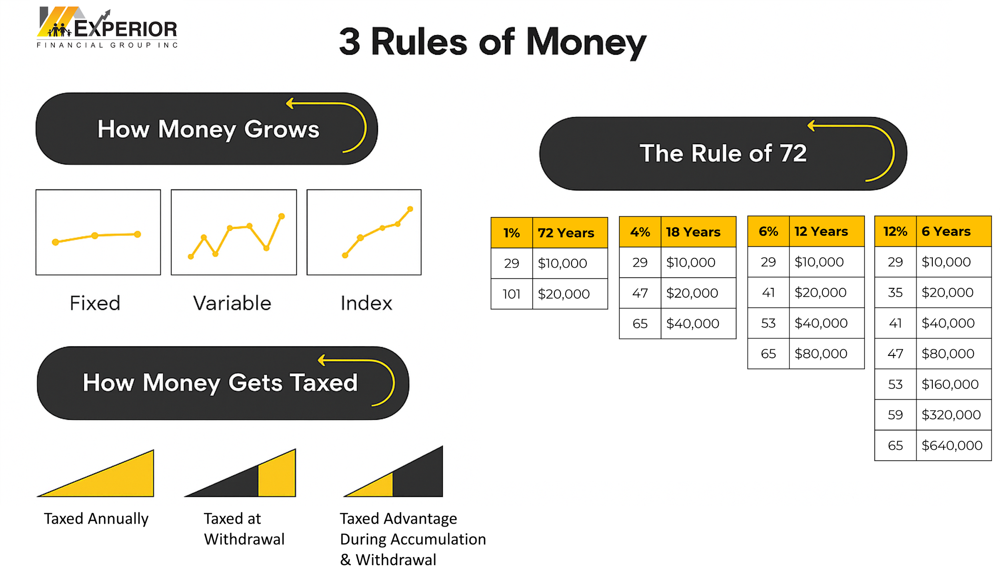 EXPERIOR
FINANCIAL GROUP INC
3 Rules of Money
How Money Grows
Fixed
Variable
Index
How Money Gets Taxed
Taxed Annually
Taxed at
Withdrawal
Taxed Advantage
During Accumulation
& Withdrawal
The Rule of 72
1% 72 Years
29 $10,000
101 $20,000
4% 18 Years
29 $10,000
47 $20,000
65 $40,000
6% 12 Years
29 $10,000
41 $20,000
53 $40,000
65 $80,000
12% 6 Years
29 $10,000
35 $20,000
41 $40,000
47 $80,000
53 $160,000
59 $320,000
65 $640,000